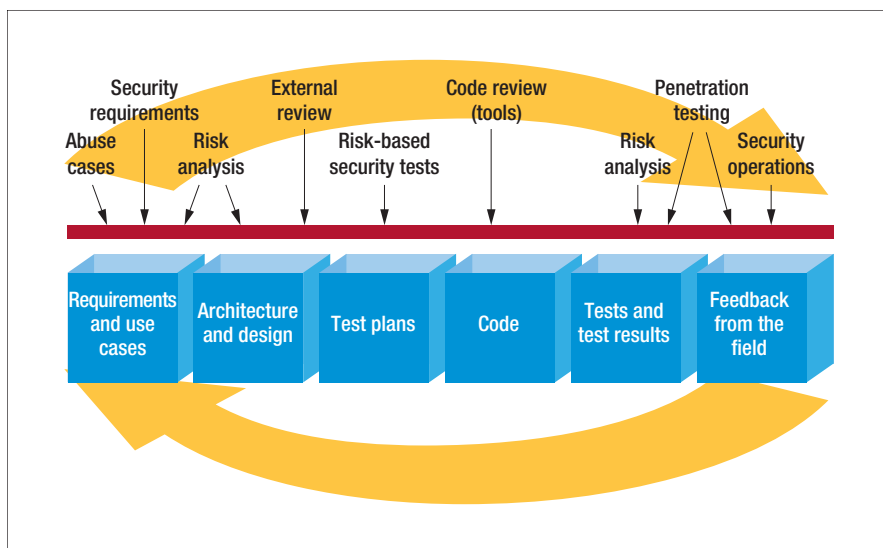 Security
requirements
External
review
Code review
(tools)
Penetration
testing
Abuse
cases
Risk
analysis
Risk-based
security tests
Risk
analysis
Security
operations
Requirements
and use
cases
Architecture
and design
Test plans
Code
Tests and
test results
Feedback
from the
field